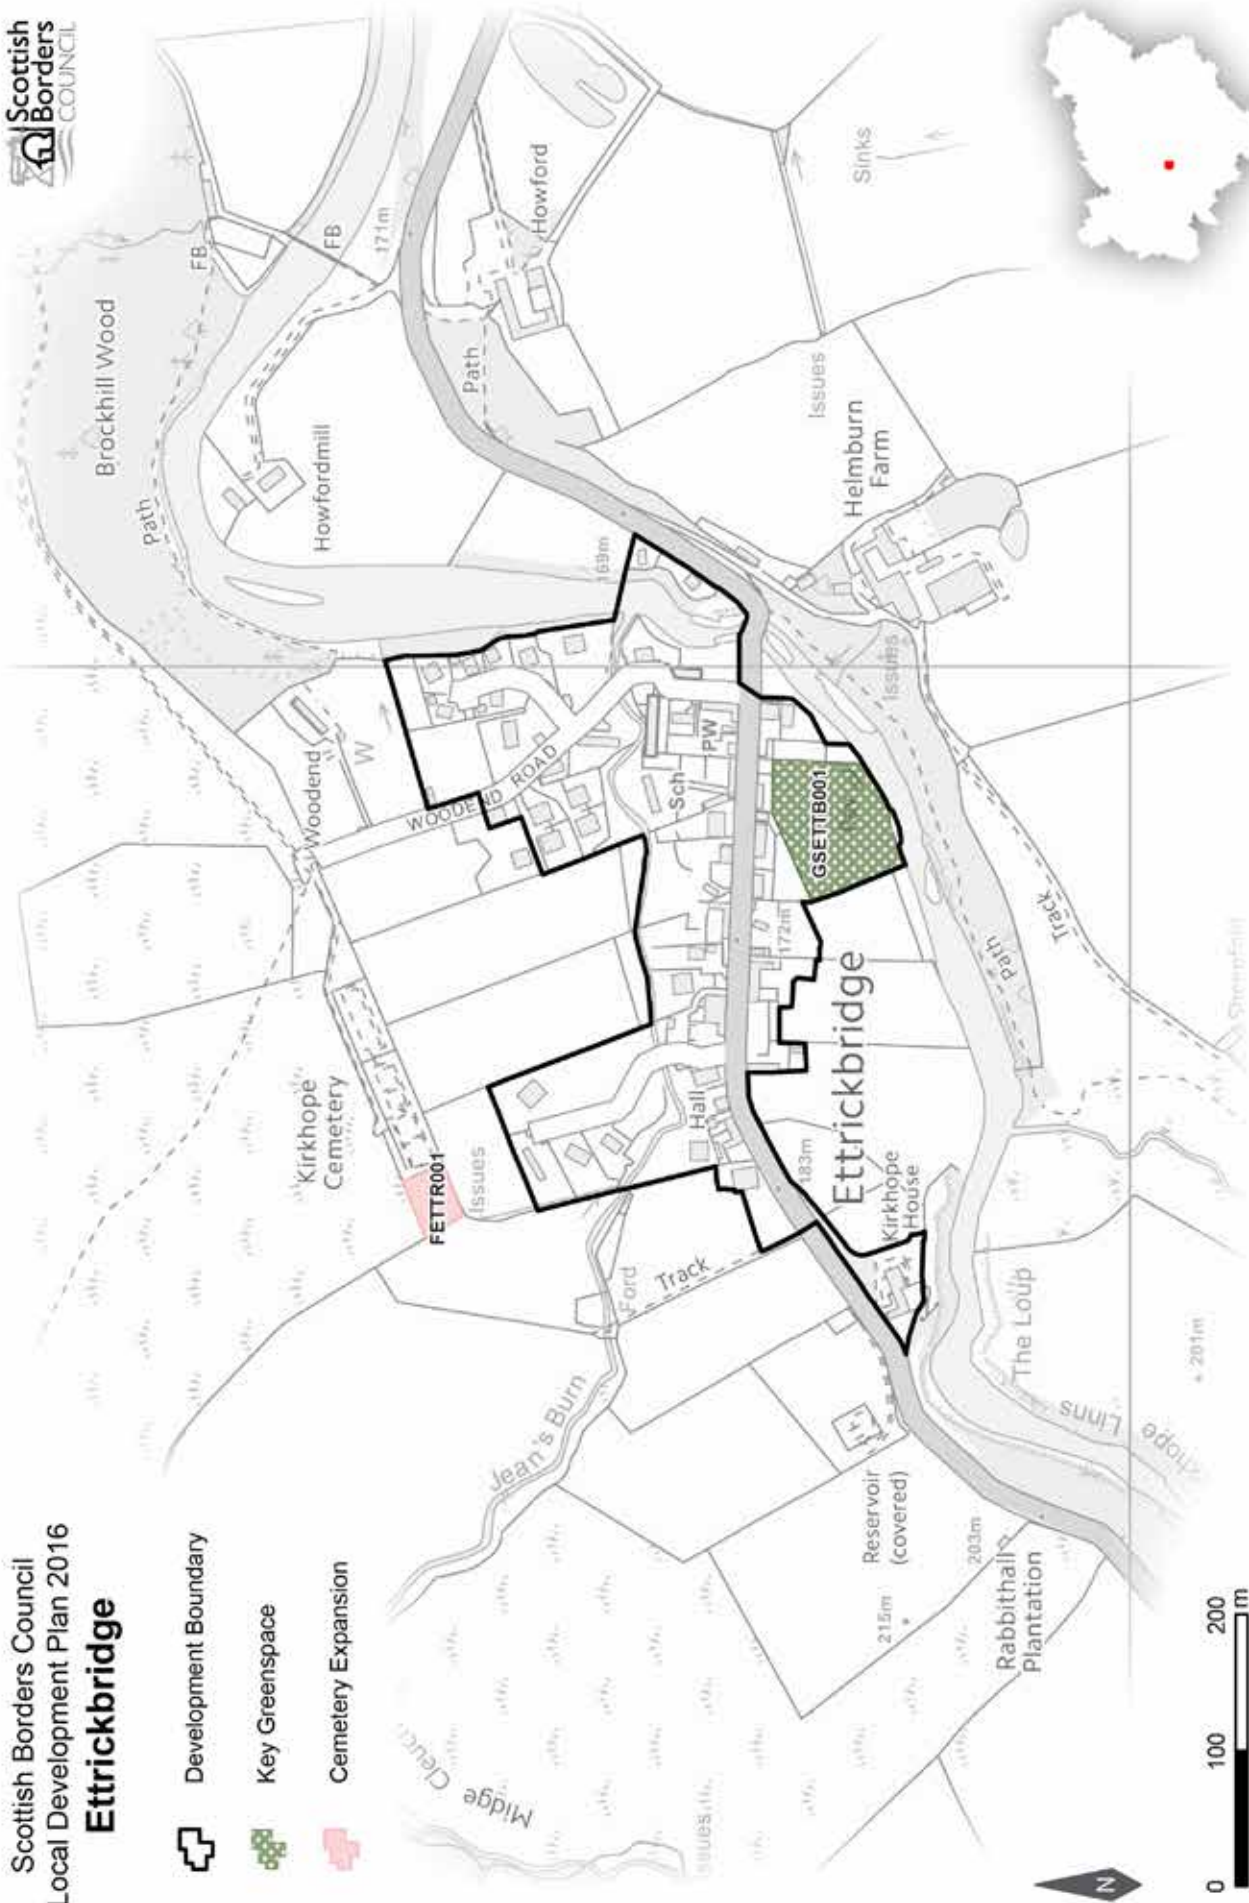 Scottish Borders Council
Local Development Plan 2016
Ettrickbridge
Development Boundary
Key Greenspace
Cemetery Expansion
Scottish
Borders
COUNCIL
Brockhill Wood
Path
FB
FB
171m
Howfordmill
Howford
Path
Sinks
Issues
Helmburn
Farm
169m
Woodend
W
WOODEND ROAD
Kirkhope
Cemetery
FETTR001
Issues
Sch
PW
GSETTB001
Issues
172m
Hall
Ettrickbridge
Path
Track
183m
Kirkhope
House
Ford
Track
Jean's Burn
The Loup
Linns
201m
Reservoir
(covered)
203m
215m
Rabbithall
Plantation
Midge
N
0
100
200
m